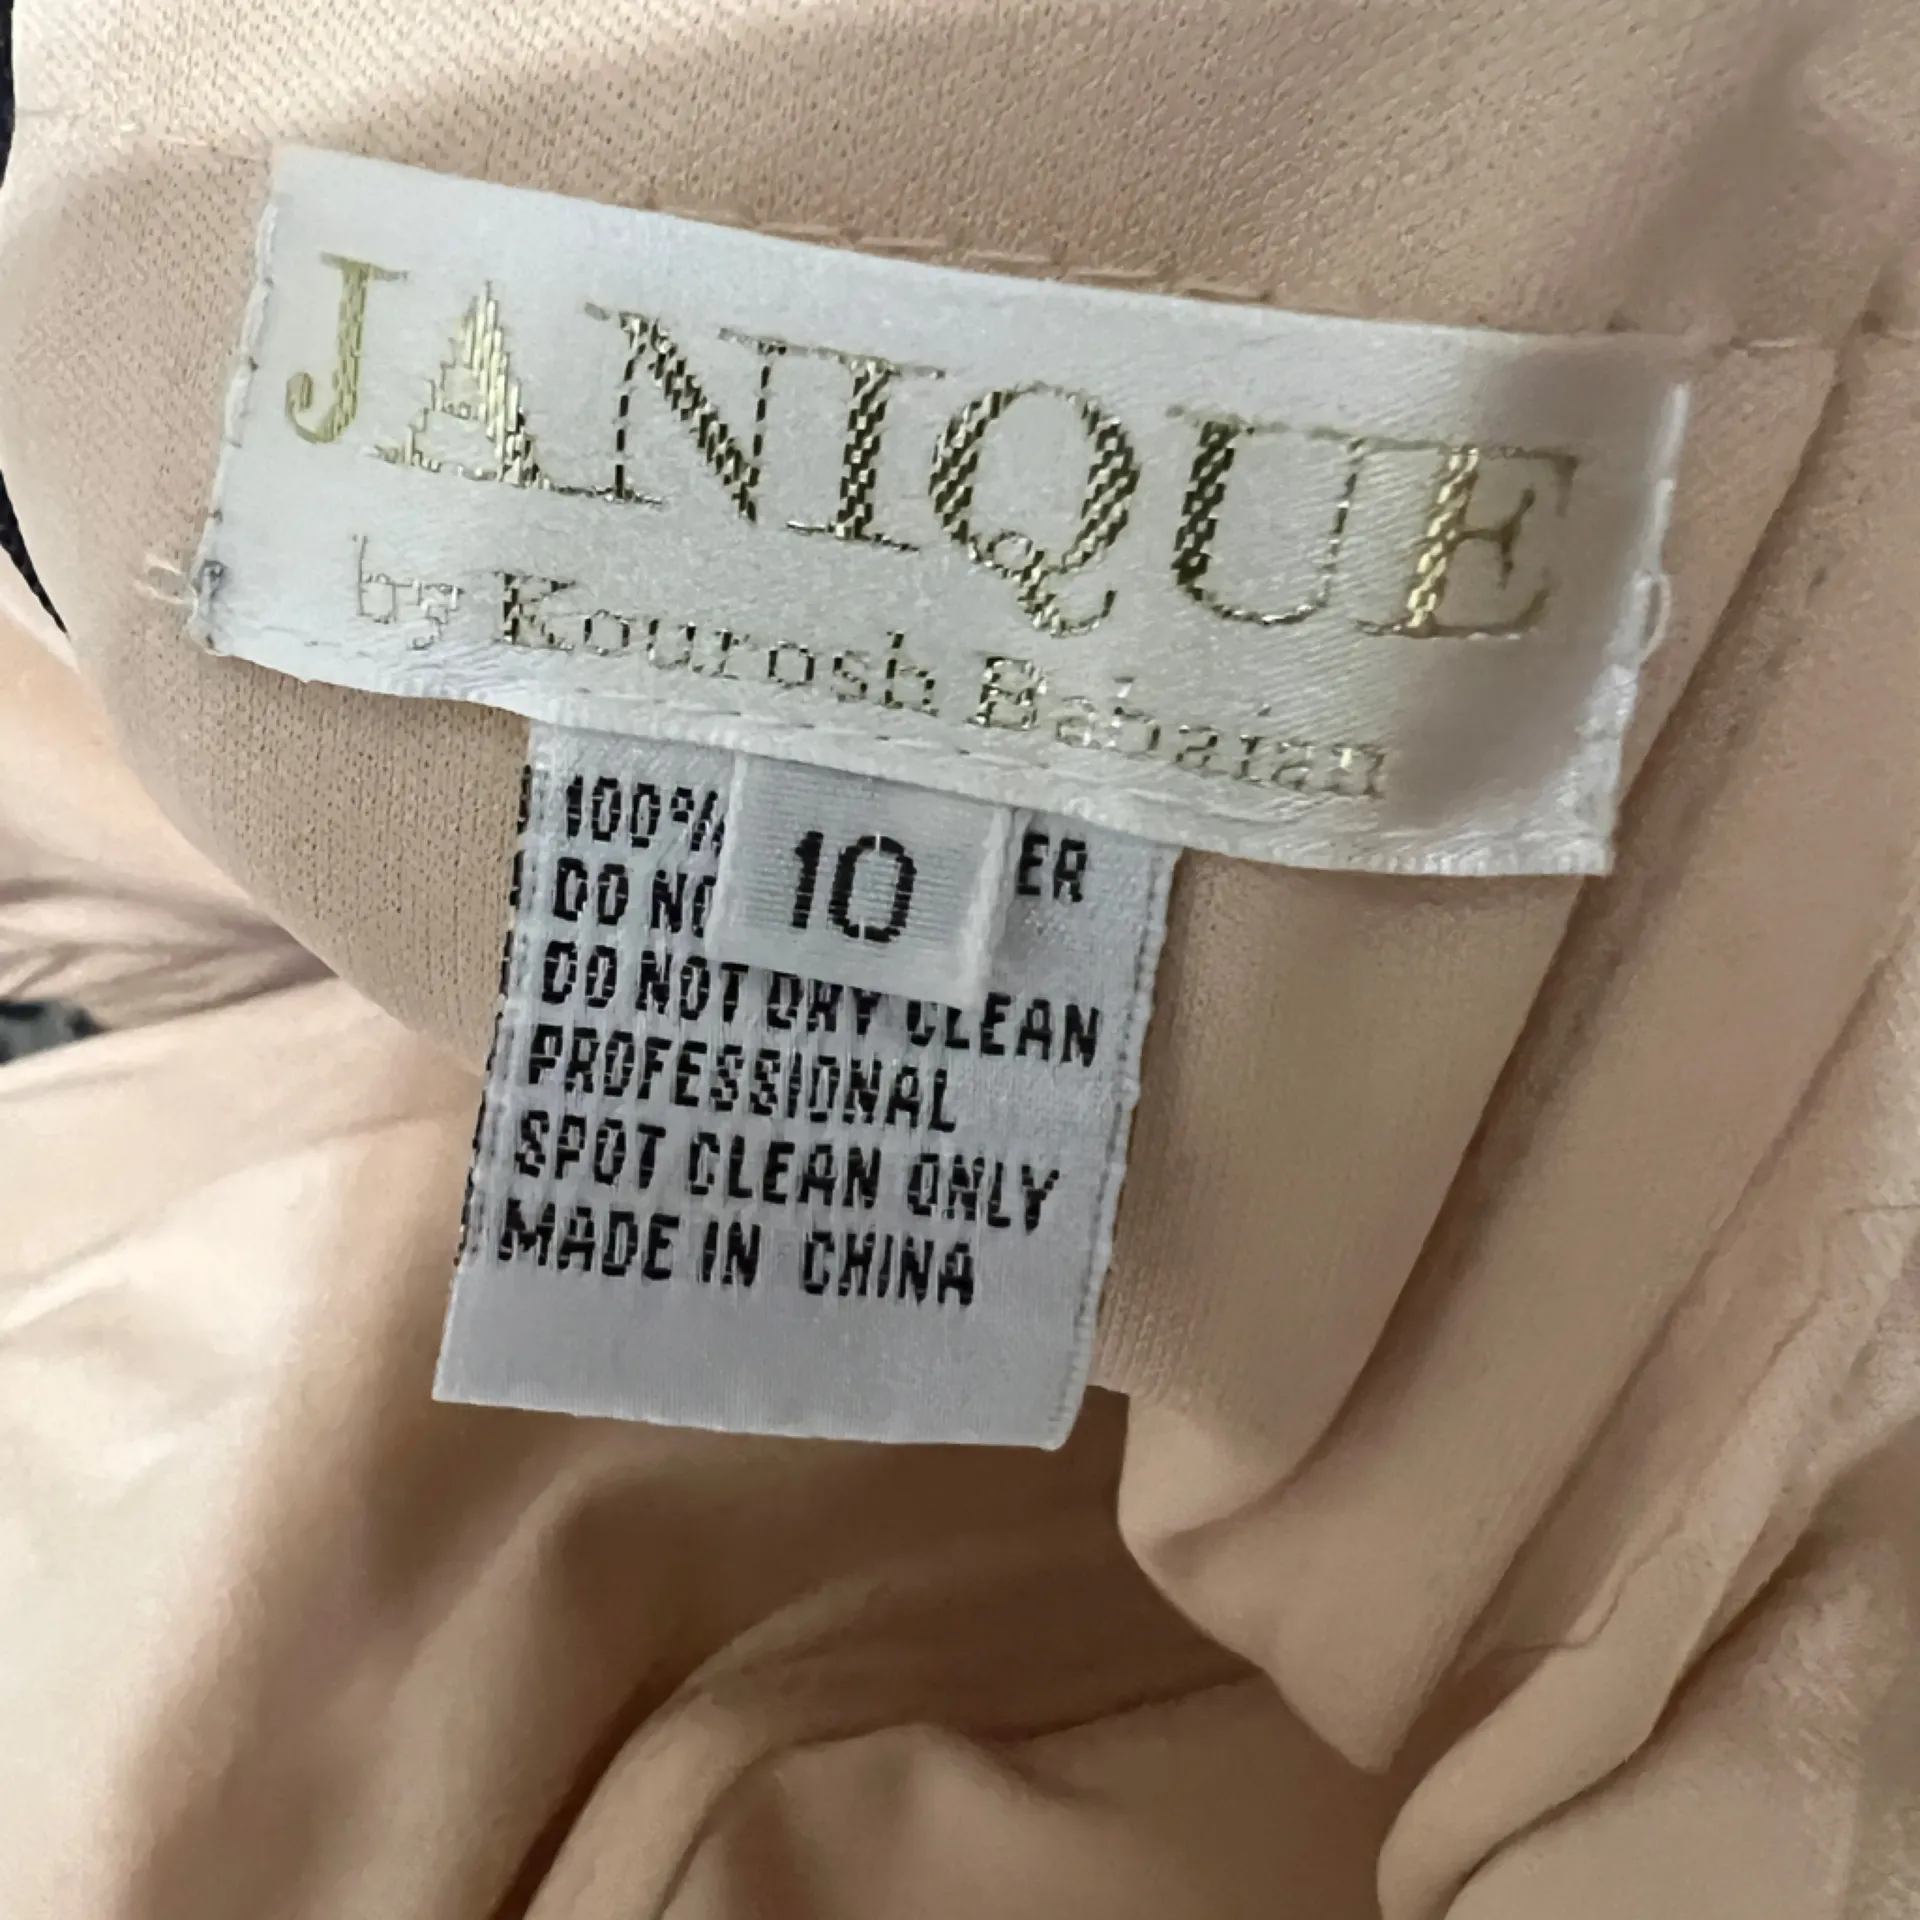 JANIQUE
by Kourosh Babaian
10
100% ER
DO NO
DO NOT DRY CLEAN
PROFESSIONAL
SPOT CLEAN ONLY
MADE IN CHINA